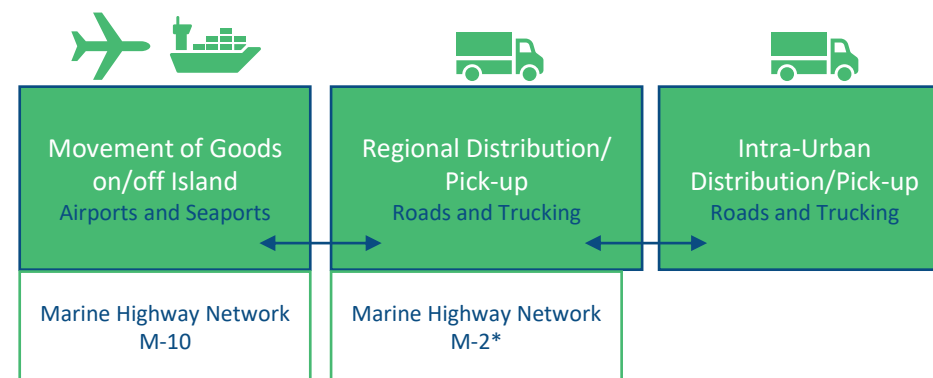 Movement of Goods
on/off Island
Airports and Seaports
Regional Distribution/
Pick-up
Roads and Trucking
Intra-Urban
Distribution/Pick-up
Roads and Trucking
Marine Highway Network
M-10
Marine Highway Network
M-2*